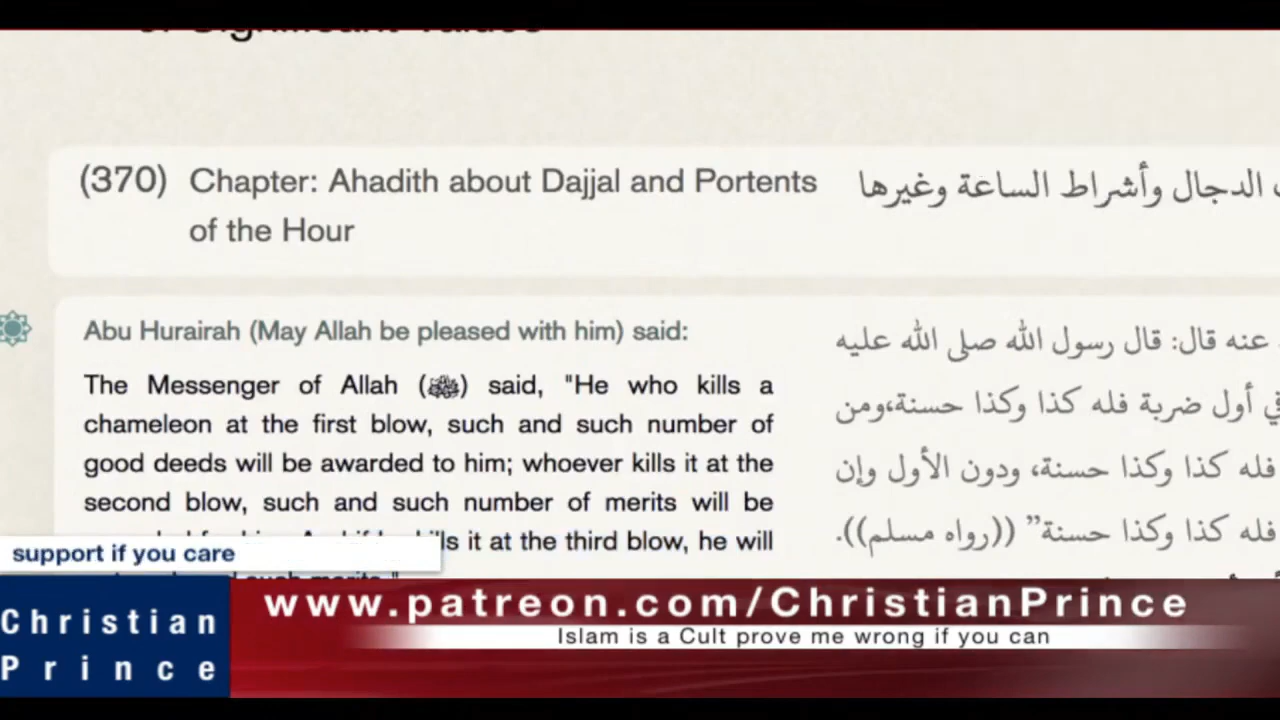 of Significant Values
(370) Chapter: Ahadith about Dajjal and Portents
of the Hour
الدجال وأشراط الساعة وغيرها
Abu Hurairah (May Allah be pleased with him) said:
The Messenger of Allah (ﷺ) said, "He who kills a
chameleon at the first blow, such and such number of
good deeds will be awarded to him; whoever kills it at the
second blow, such and such number of merits will be
it at the third blow, he will
such merits."
عنه قال: قال رسول الله صلى الله عليه
في أول ضربة فله كذا وكذا حسنة،ومن
فله كذا وكذا حسنة، ودون الأول وإن
فله كذا وكذا حسنة” ((رواه مسلم)).
support if you care
Christian
Prince
www.patreon.com/ChristianPrince
Islam is a Cult prove me wrong if you can